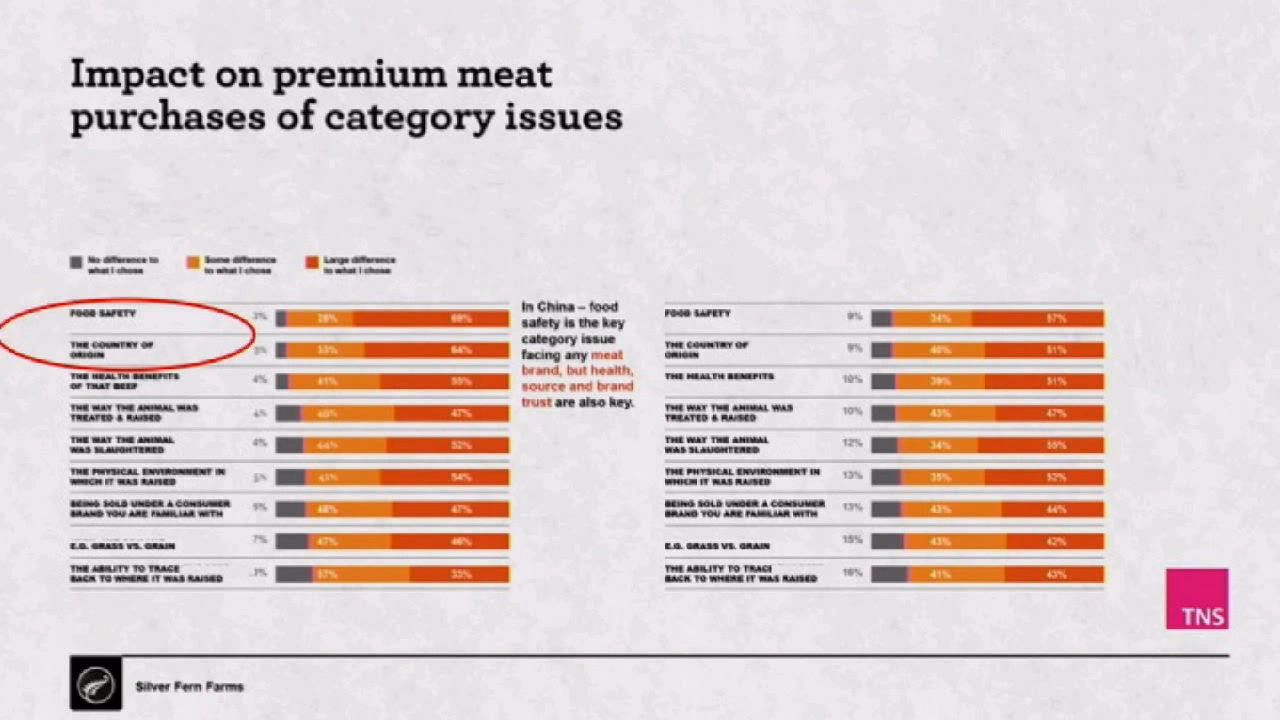 Impact on premium meat
purchases of category issues
No difference to
what I chose
Some difference
to what I chose
Large difference
to what I chose
FOOD SAFETY
3%
28%
69%
THE COUNTRY OF
ORIGIN
3%
33%
64%
THE HEALTH BENEFITS
OF THAT BEEF
4%
41%
55%
THE WAY THE ANIMAL WAS
TREATED & RAISED
47%
THE WAY THE ANIMAL
WAS SLAUGHTERED
4%
44%
52%
THE PHYSICAL ENVIRONMENT IN
WHICH IT WAS RAISED
5%
41%
54%
BEING SOLD UNDER A CONSUMER
BRAND YOU ARE FAMILIAR WITH
47%
E.G. GRASS VS. GRAIN
7%
47%
46%
THE ABILITY TO TRACE
BACK TO WHERE IT WAS RAISED
57%
33%
In China – food
safety is the key
category issue
facing any meat
brand, but health,
source and brand
trust are also key.
FOOD SAFETY
9%
34%
57%
THE COUNTRY OF
ORIGIN
9%
40%
51%
THE HEALTH BENEFITS
10%
39%
51%
THE WAY THE ANIMAL WAS
TREATED & RAISED
10%
43%
47%
THE WAY THE ANIMAL
WAS SLAUGHTERED
12%
34%
55%
THE PHYSICAL ENVIRONMENT IN
WHICH IT WAS RAISED
13%
35%
52%
BEING SOLD UNDER A CONSUMER
BRAND YOU ARE FAMILIAR WITH
13%
43%
44%
E.G. GRASS VS. GRAIN
15%
43%
42%
THE ABILITY TO TRACE
BACK TO WHERE IT WAS RAISED
16%
41%
43%
TNS
Silver Fern Farms